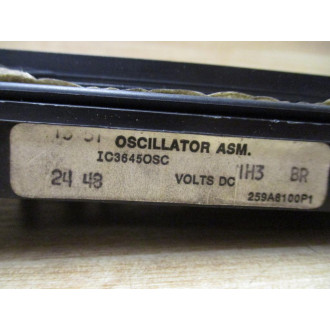 OSCILLATOR ASM.
IC3645OSC
24 48 VOLTS DC 1H3 BR
259A8100P1